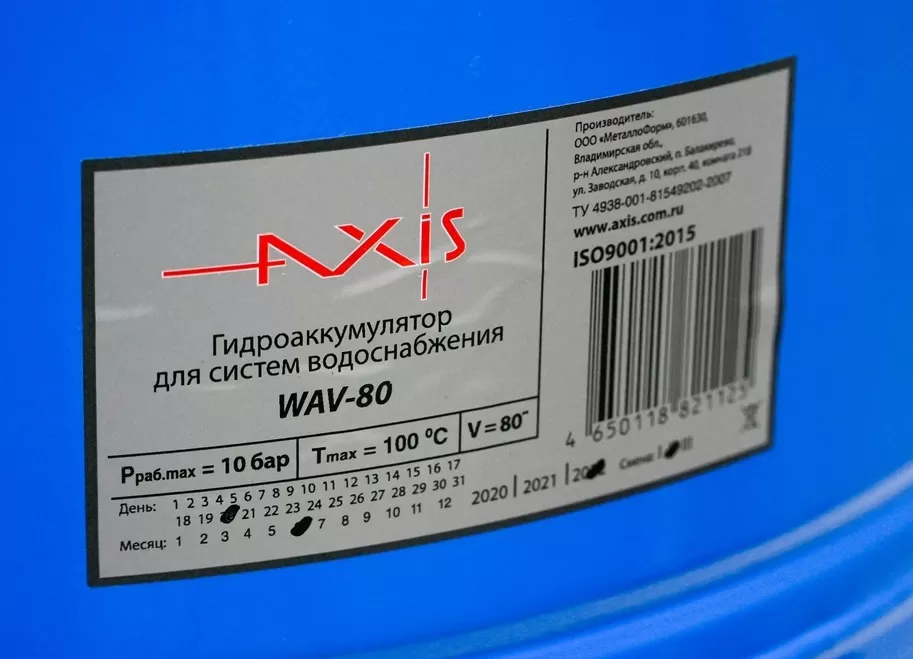 AXiS
Гидроаккумулятор
для систем водоснабжения
WAV-80
Pраб.max = 10 бар
Tmax = 100 ºC
V = 80
День: 1 2 3 4 5 6 7 8 9 10 11 12 13 14 15 16 17
18 19 21 22 23 24 25 26 27 28 29 30 31
Месяц: 1 2 3 4 5 7 8 9 10 11 12
2020 | 2021 |
Смена: I III
Производитель:
ООО «МеталлоФорм», 601630,
Владимирская обл.,
р-н Александровский, п. Балакирево,
ул. Заводская, д. 10, корп. 40, комната 218
ТУ 4938-001-81549202-2007
www.axis.com.ru
ISO9001:2015
4 650118 821125